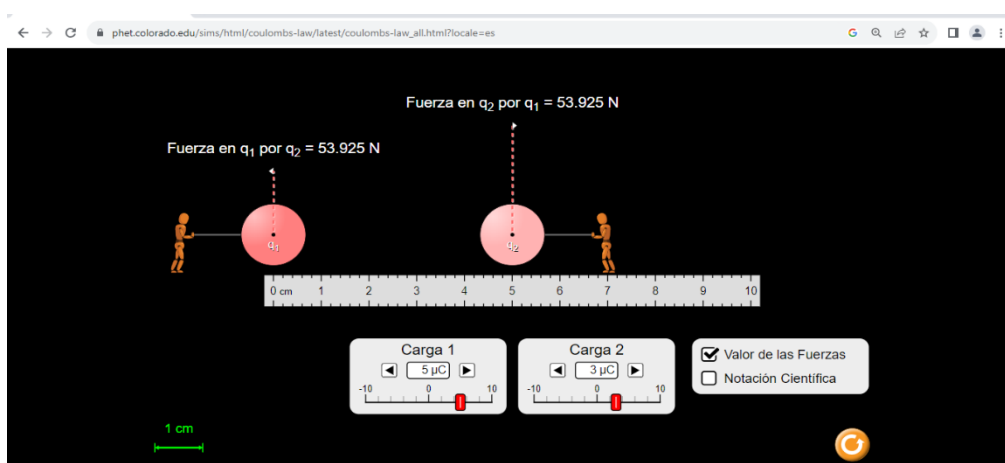 phet.colorado.edu/sims/html/coulombs-law/latest/coulombs-law_all.html?locale=es
Fuerza en q₂ por q₁ = 53.925 N
Fuerza en q₁ por q₂ = 53.925 N
q₁ q₂
0 cm 1 2 3 4 5 6 7 8 9 10
Carga 1
5 μC
-10 0 10
Carga 2
3 μC
-10 0 10
Valor de las Fuerzas
Notación Científica
1 cm